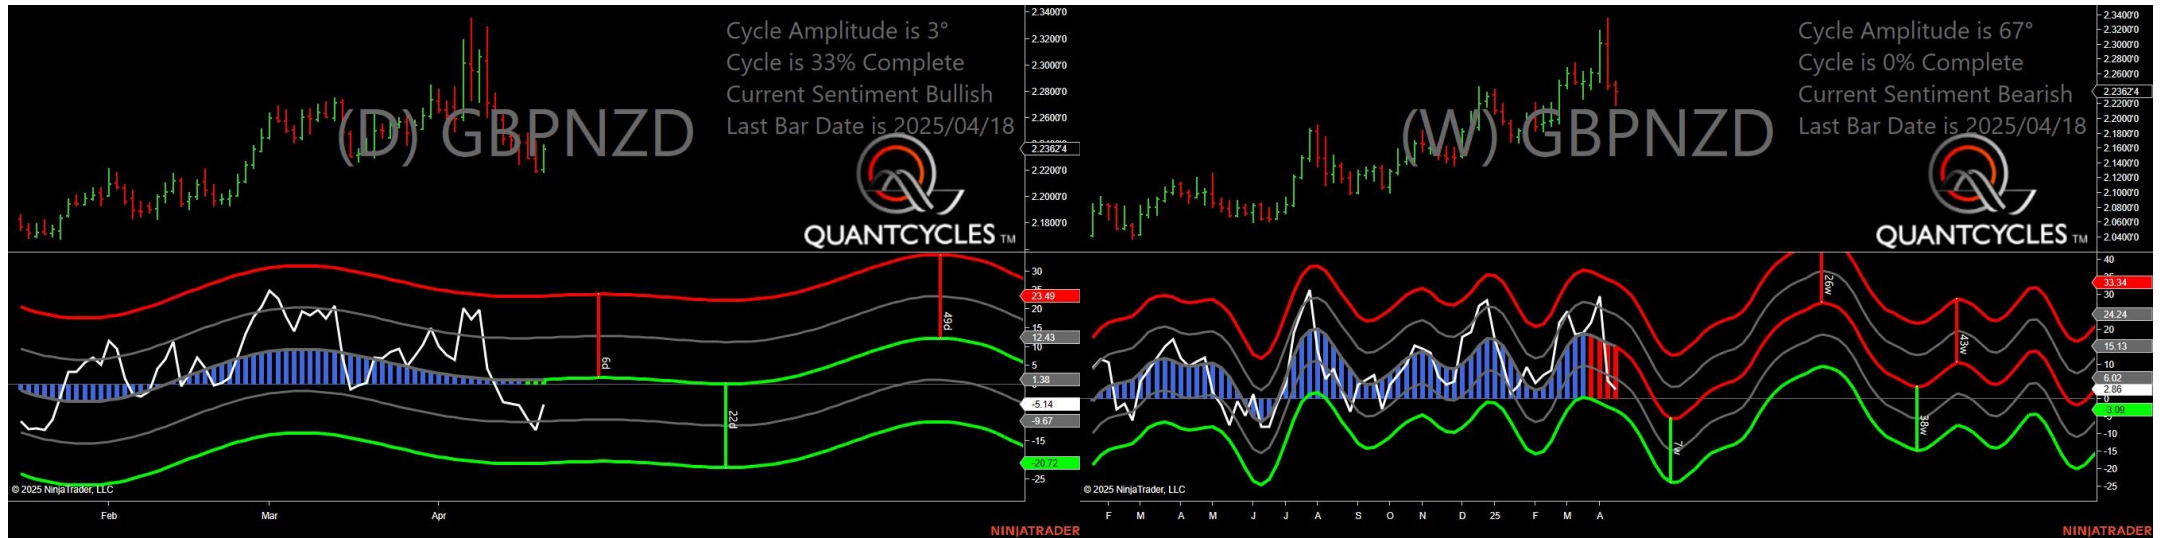 Cycle Amplitude is 3°
Cycle is 33% Complete
Current Sentiment Bullish
Last Bar Date is 2025/04/18
(D) GBPNZD
QUANTCYCLES TM
2.3400'0
2.3200'0
2.3000'0
2.2800'0
2.2600'0
2.2362'4
2.2200'0
2.2000'0
2.1800'0
30
23.49
20
15
12.43
10
5
1.38
-5.14
-9.67
-15
-20.72
-25
6d
22d
49d
© 2025 NinjaTrader, LLC
Feb Mar Apr
NINJATRADER
Cycle Amplitude is 67°
Cycle is 0% Complete
Current Sentiment Bearish
Last Bar Date is 2025/04/18
(W) GBPNZD
QUANTCYCLES TM
2.3400'0
2.3200'0
2.3000'0
2.2800'0
2.2600'0
2.2362'4
2.2200'0
2.2000'0
2.1800'0
2.1600'0
2.1400'0
2.1200'0
2.1000'0
2.0800'0
2.0600'0
2.0400'0
40
33.34
30
24.24
20
15.13
10
6.02
2.86
0
-3.09
-10
-15
-20
-25
7w
26w
38w
43w
© 2025 NinjaTrader, LLC
F M A M J J A S O N D 25 F M A
NINJATRADER